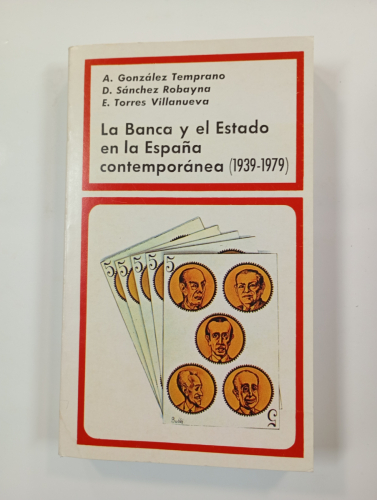 A. González Temprano
D. Sánchez Robayna
E. Torres Villanueva
La Banca y el Estado
en la España
contemporánea (1939-1979)
5 5 5 5 5
5